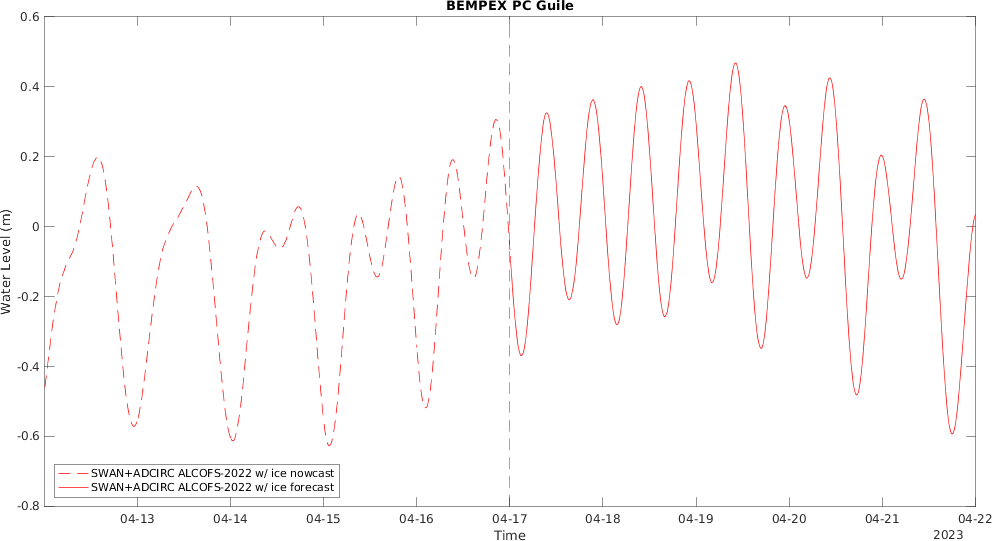 BEMPEX PC Guile
0.6
0.4
0.2
0
-0.2
-0.4
-0.6
-0.8
Water Level (m)
SWAN+ADCIRC ALCOFS-2022 w/ ice nowcast
SWAN+ADCIRC ALCOFS-2022 w/ ice forecast
04-13 04-14 04-15 04-16 04-17 04-18 04-19 04-20 04-21 04-22
Time
2023